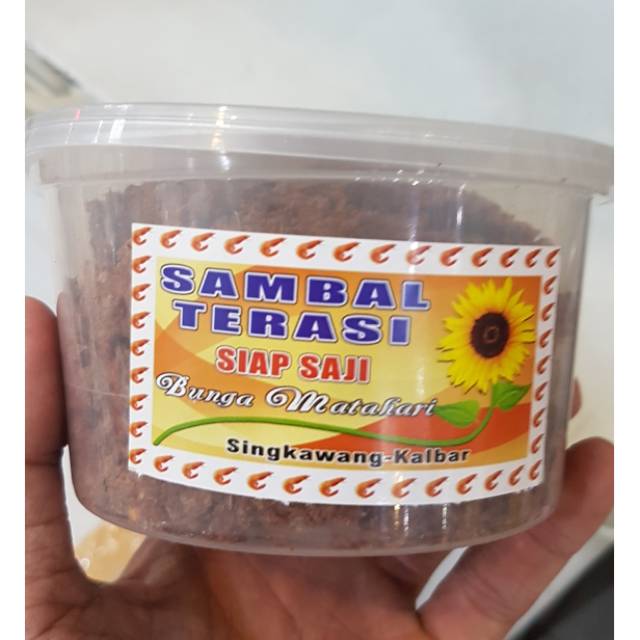 SAMBAL
TERASI
SIAP SAJI
Bunga Matahari
Singkawang-Kalbar